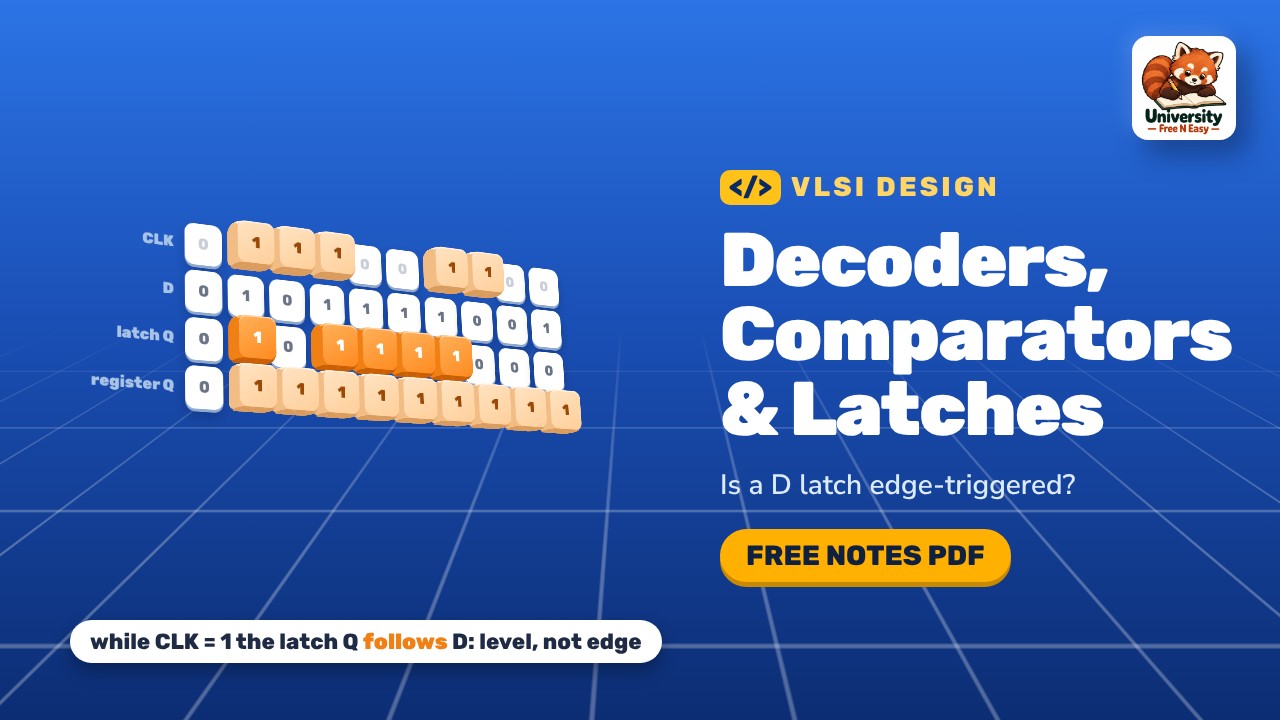 University
Free N Easy
</> VLSI DESIGN
Decoders,
Comparators
& Latches
Is a D latch edge-triggered?
FREE NOTES PDF
CLK 0 1 1 1 0 0 1 1 0 0
D 0 1 0 1 1 1 1 0 0 1
latch Q 0 1 0 1 1 1 1 0 0 0
register Q 0 1 1 1 1 1 1 1 1 1
while CLK = 1 the latch Q follows D: level, not edge